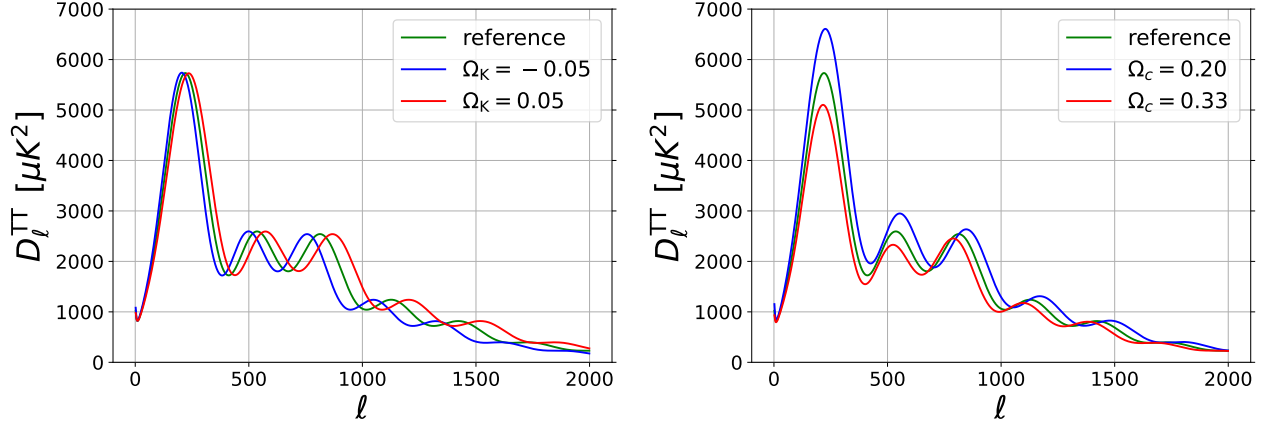 7000
6000
5000
4000
3000
2000
1000
0
D_ℓ^TT [μK²]
0 500 1000 1500 2000
ℓ
reference
Ω_K = −0.05
Ω_K = 0.05
7000
6000
5000
4000
3000
2000
1000
0
D_ℓ^TT [μK²]
0 500 1000 1500 2000
ℓ
reference
Ω_c = 0.20
Ω_c = 0.33